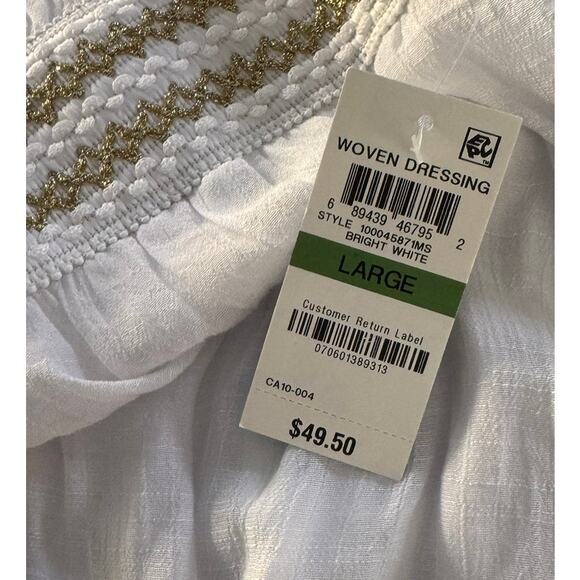 WOVEN DRESSING
6 89439 46795 2
STYLE 100045871MS
BRIGHT WHITE
LARGE
Customer Return Label
070601389313
CA10-004
$49.50